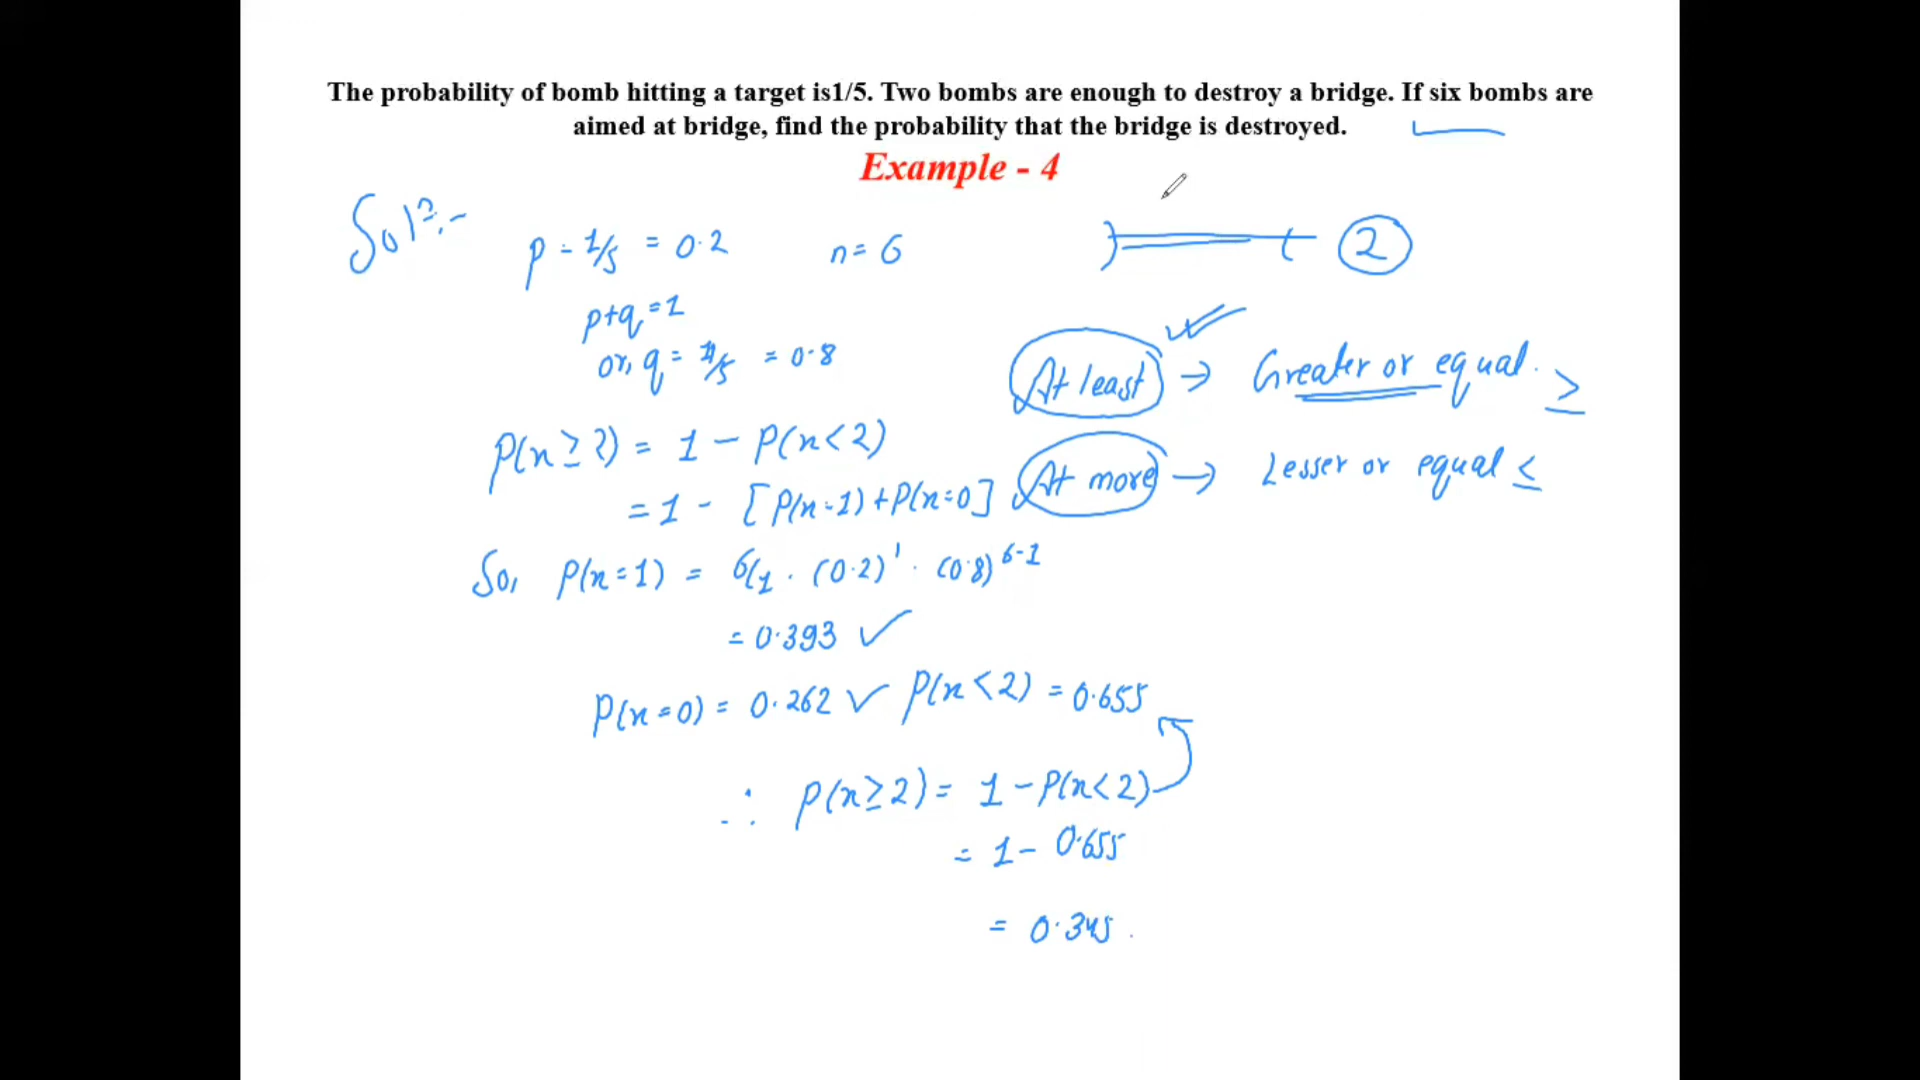 The probability of bomb hitting a target is1/5. Two bombs are enough to destroy a bridge. If six bombs are
aimed at bridge, find the probability that the bridge is destroyed.
Example - 4
Solⁿ:-
p = 1/5 = 0.2 n = 6 2
p+q = 1
or, q = 4/5 = 0.8
At least → Greater or equal. ≥
P(x ≥ 2) = 1 - P(x < 2)
At more → Lesser or equal ≤
= 1 - [P(x=1) + P(x=0]
So, P(x=1) = 6C1 . (0.2)^1 . (0.8)^6-1
= 0.393 ✓
P(x=0) = 0.262 ✓ P(x < 2) = 0.655
∴ P(x ≥ 2) = 1 - P(x < 2)
= 1 - 0.655
= 0.345.